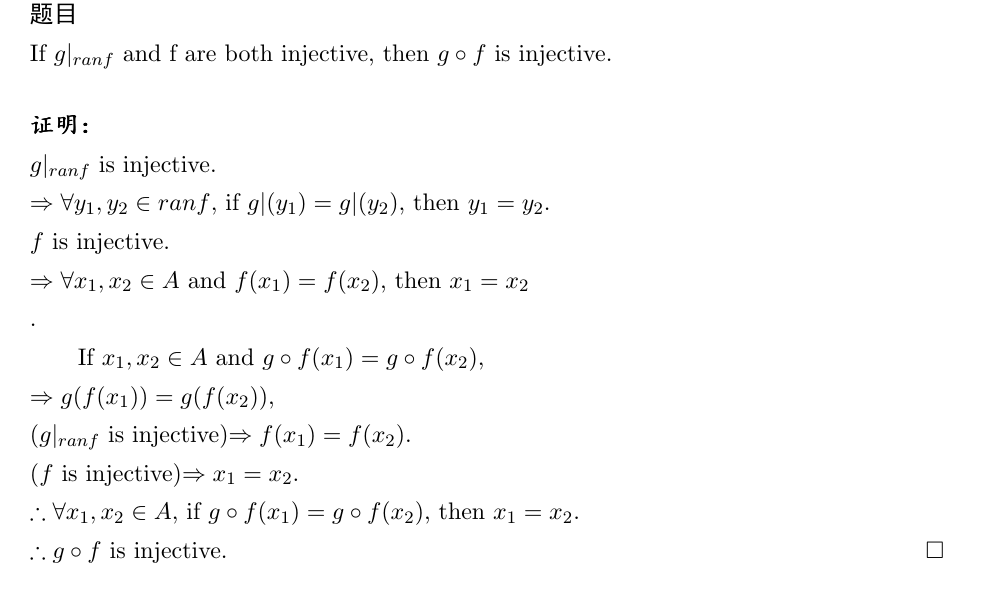 题目
If $g|_{ranf}$ and f are both injective, then $g \circ f$ is injective.
证明：
$g|_{ranf}$ is injective.
$\Rightarrow \forall y_1, y_2 \in ranf$, if $g|(y_1) = g|(y_2)$, then $y_1 = y_2$.
$f$ is injective.
$\Rightarrow \forall x_1, x_2 \in A$ and $f(x_1) = f(x_2)$, then $x_1 = x_2$
.
If $x_1, x_2 \in A$ and $g \circ f(x_1) = g \circ f(x_2)$,
$\Rightarrow g(f(x_1)) = g(f(x_2))$,
($g|_{ranf}$ is injective)$\Rightarrow f(x_1) = f(x_2)$.
($f$ is injective)$\Rightarrow x_1 = x_2$.
$\therefore \forall x_1, x_2 \in A$, if $g \circ f(x_1) = g \circ f(x_2)$, then $x_1 = x_2$.
$\therefore g \circ f$ is injective. □